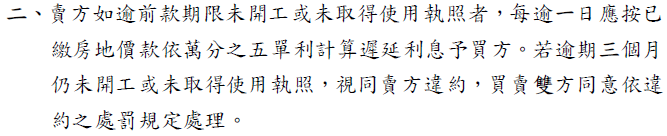 二、賣方如逾前款期限未開工或未取得使用執照者，每逾一日應按已
繳房地價款依萬分之五單利計算遲延利息予買方。若逾期三個月
仍未開工或未取得使用執照，視同賣方違約，買賣雙方同意依違
約之處罰規定處理。